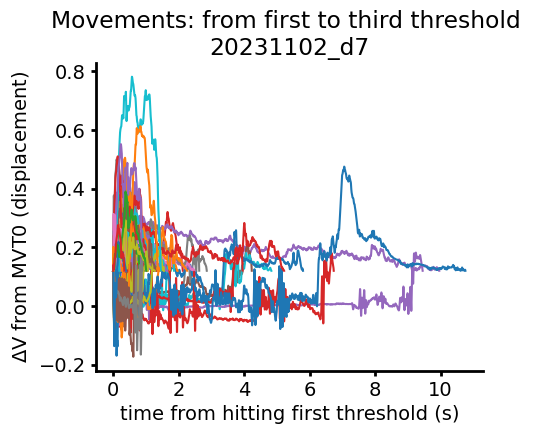 Movements: from first to third threshold
20231102_d7
ΔV from MVT0 (displacement)
0.8
0.6
0.4
0.2
0.0
−0.2
0 2 4 6 8 10
time from hitting first threshold (s)